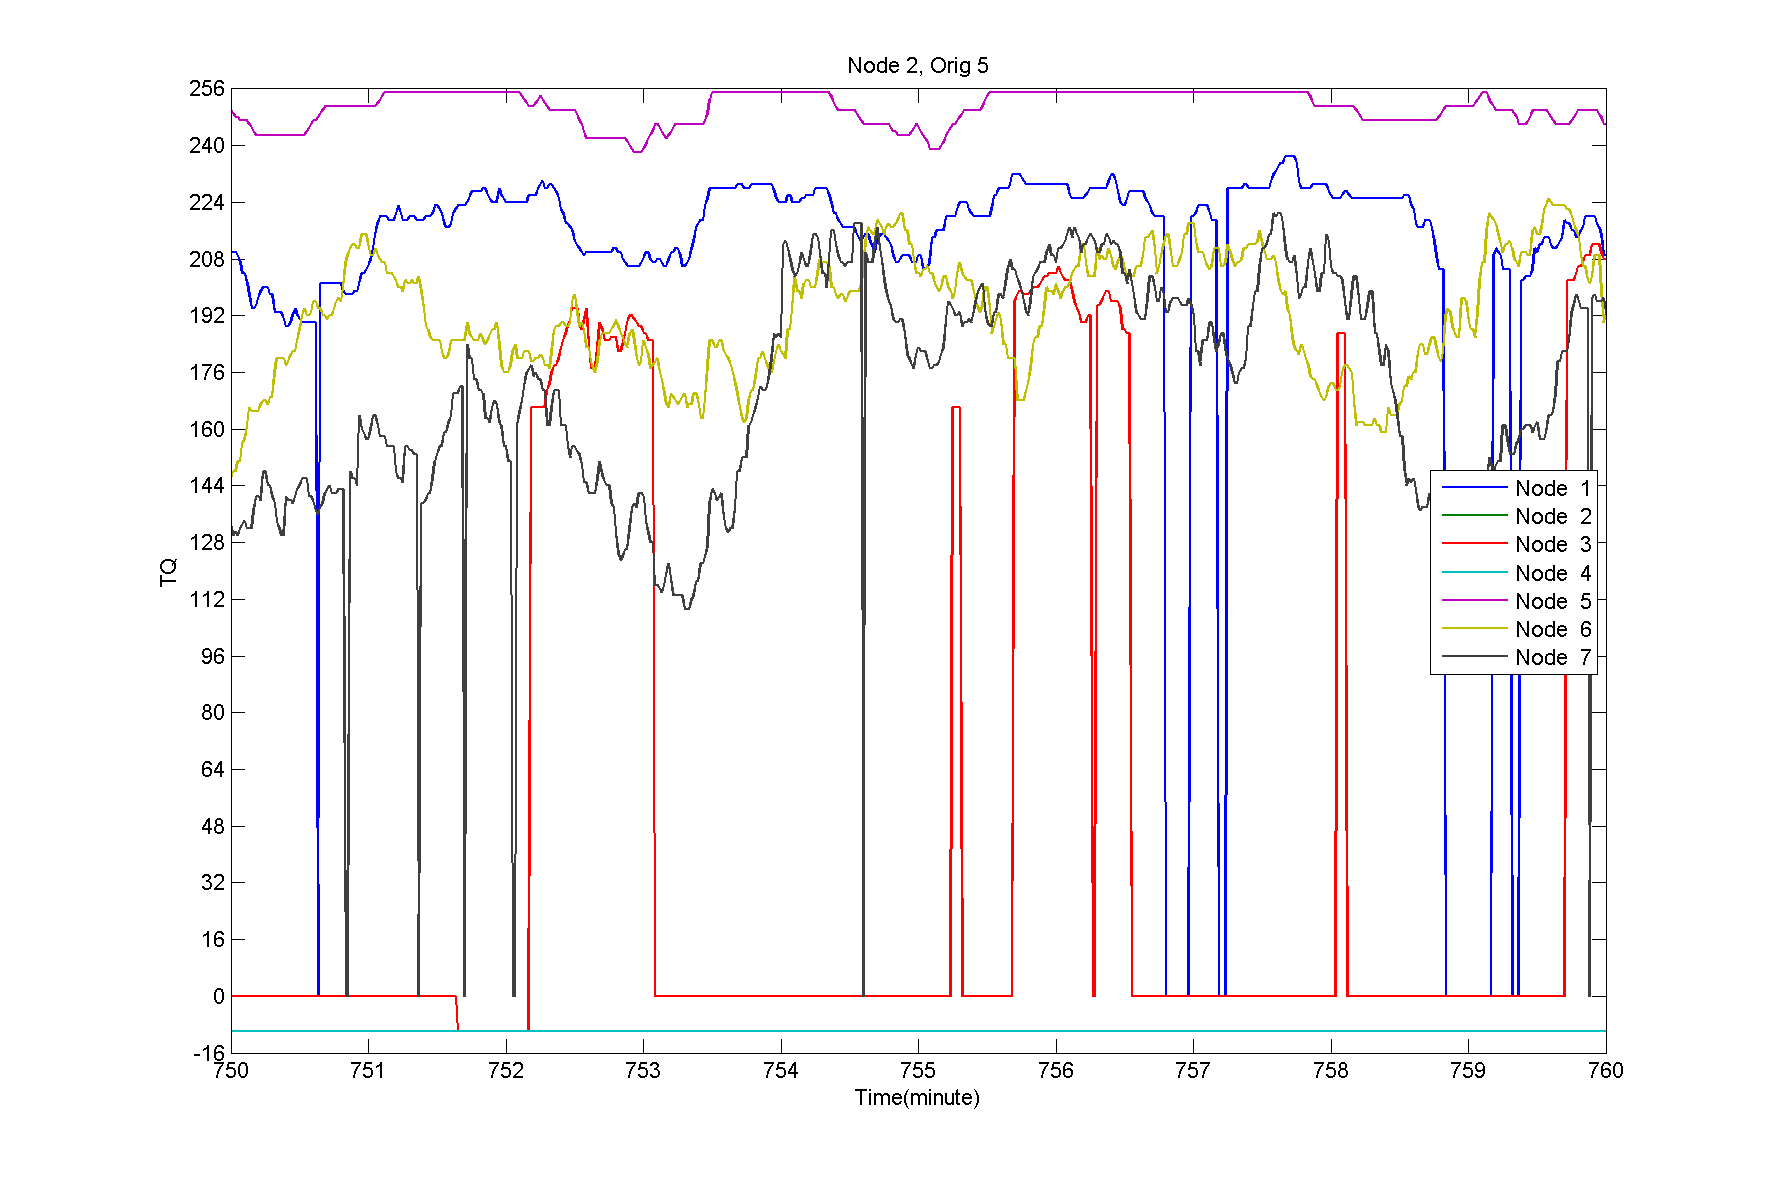 Node 2, Orig 5
256
240
224
208
192
176
160
144
128
112
96
80
64
48
32
16
0
-16
TQ
Node 1
Node 2
Node 3
Node 4
Node 5
Node 6
Node 7
750 751 752 753 754 755 756 757 758 759 760
Time(minute)